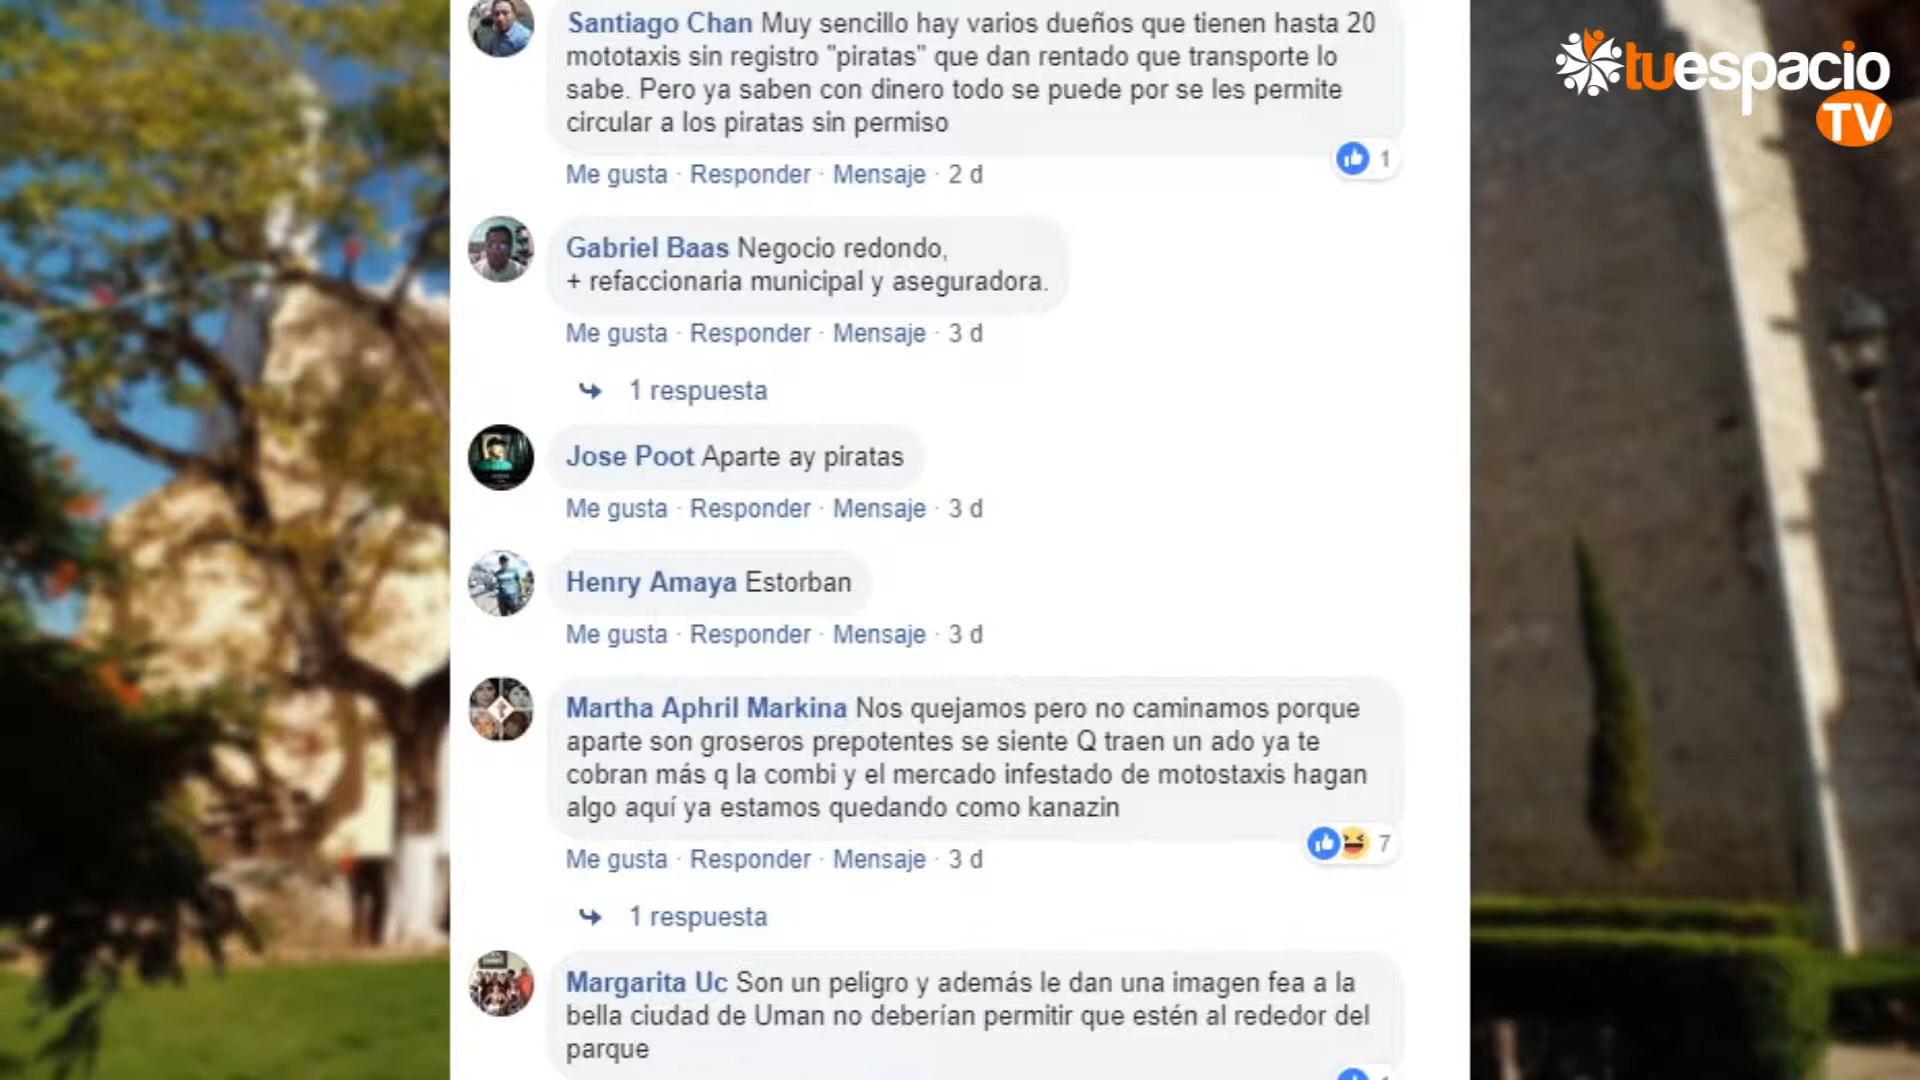 Santiago Chan Muy sencillo hay varios dueños que tienen hasta 20
mototaxis sin registro "piratas" que dan rentado que transporte lo
sabe. Pero ya saben con dinero todo se puede por se les permite
circular a los piratas sin permiso
1
Me gusta · Responder · Mensaje · 2 d
Gabriel Baas Negocio redondo,
+ refaccionaria municipal y aseguradora.
Me gusta · Responder · Mensaje · 3 d
1 respuesta
Jose Poot Aparte ay piratas
Me gusta · Responder · Mensaje · 3 d
Henry Amaya Estorban
Me gusta · Responder · Mensaje · 3 d
Martha Aphril Markina Nos quejamos pero no caminamos porque
aparte son groseros prepotentes se siente Q traen un ado ya te
cobran más q la combi y el mercado infestado de motostaxis hagan
algo aquí ya estamos quedando como kanazin
7
Me gusta · Responder · Mensaje · 3 d
1 respuesta
Margarita Uc Son un peligro y además le dan una imagen fea a la
bella ciudad de Uman no deberían permitir que estén al rededor del
parque
tuespacio
TV